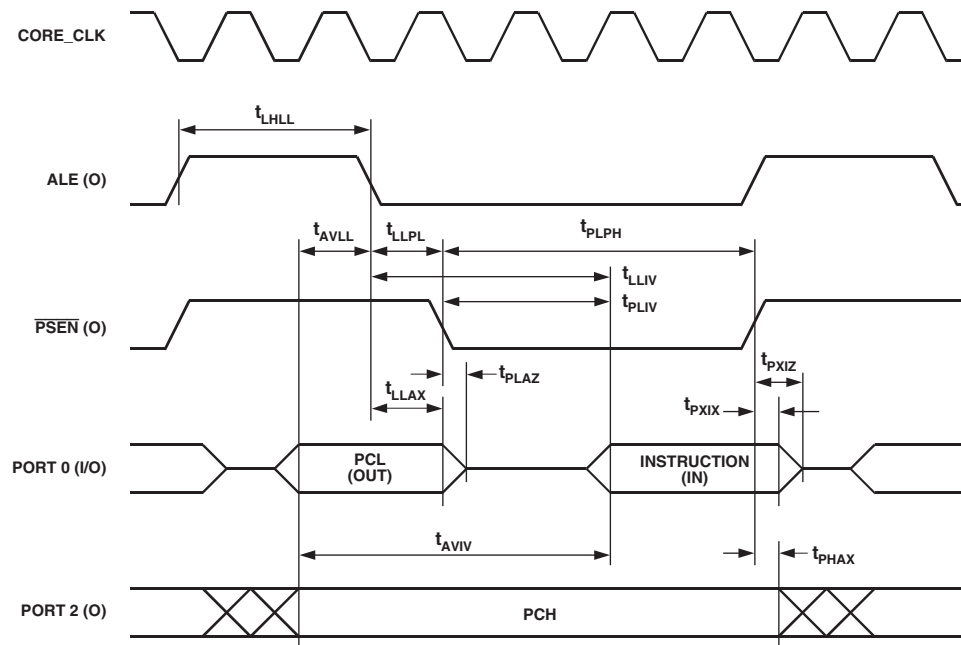 CORE_CLK
tLHLL
ALE (O)
tAVLL
tLLPL
tPLPH
tLLIV
tPLIV
PSEN (O)
tPLAZ
tPXIZ
tLLAX
tPXIX
PORT 0 (I/O)
PCL
(OUT)
INSTRUCTION
(IN)
tAVIV
tPHAX
PORT 2 (O)
PCH